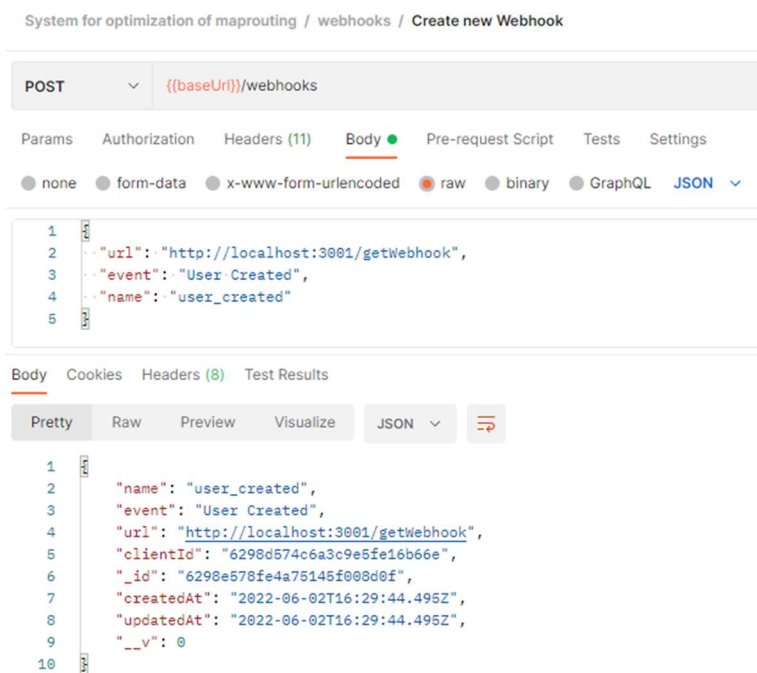 System for optimization of maprouting / webhooks / Create new Webhook
POST {{baseUrl}}/webhooks
Params Authorization Headers (11) Body Pre-request Script Tests Settings
none form-data x-www-form-urlencoded raw binary GraphQL JSON
1 {
2 "url": "http://localhost:3001/getWebhook",
3 "event": "User Created",
4 "name": "user_created"
5 }
Body Cookies Headers (8) Test Results
Pretty Raw Preview Visualize JSON
1 {
2 "name": "user_created",
3 "event": "User Created",
4 "url": "http://localhost:3001/getWebhook",
5 "clientId": "6298d574c6a3c9e5fe16b66e",
6 "_id": "6298e578fe4a75145f008d0f",
7 "createdAt": "2022-06-02T16:29:44.495Z",
8 "updatedAt": "2022-06-02T16:29:44.495Z",
9 "__v": 0
10 }